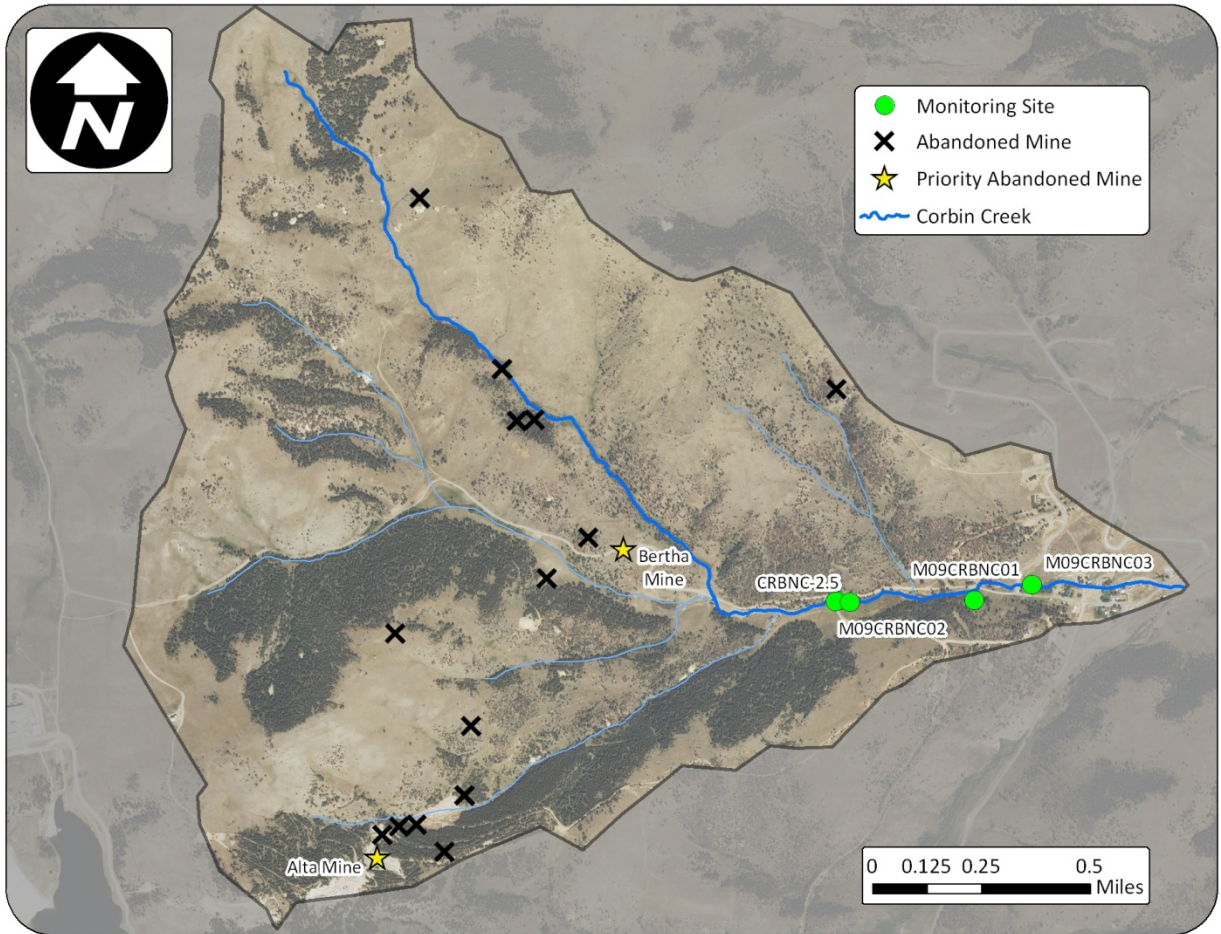 N
Monitoring Site
Abandoned Mine
Priority Abandoned Mine
Corbin Creek
Bertha
Mine
CRBNC-2.5
M09CRBNC02
M09CRBNC01
M09CRBNC03
Alta Mine
0 0.125 0.25 0.5
Miles